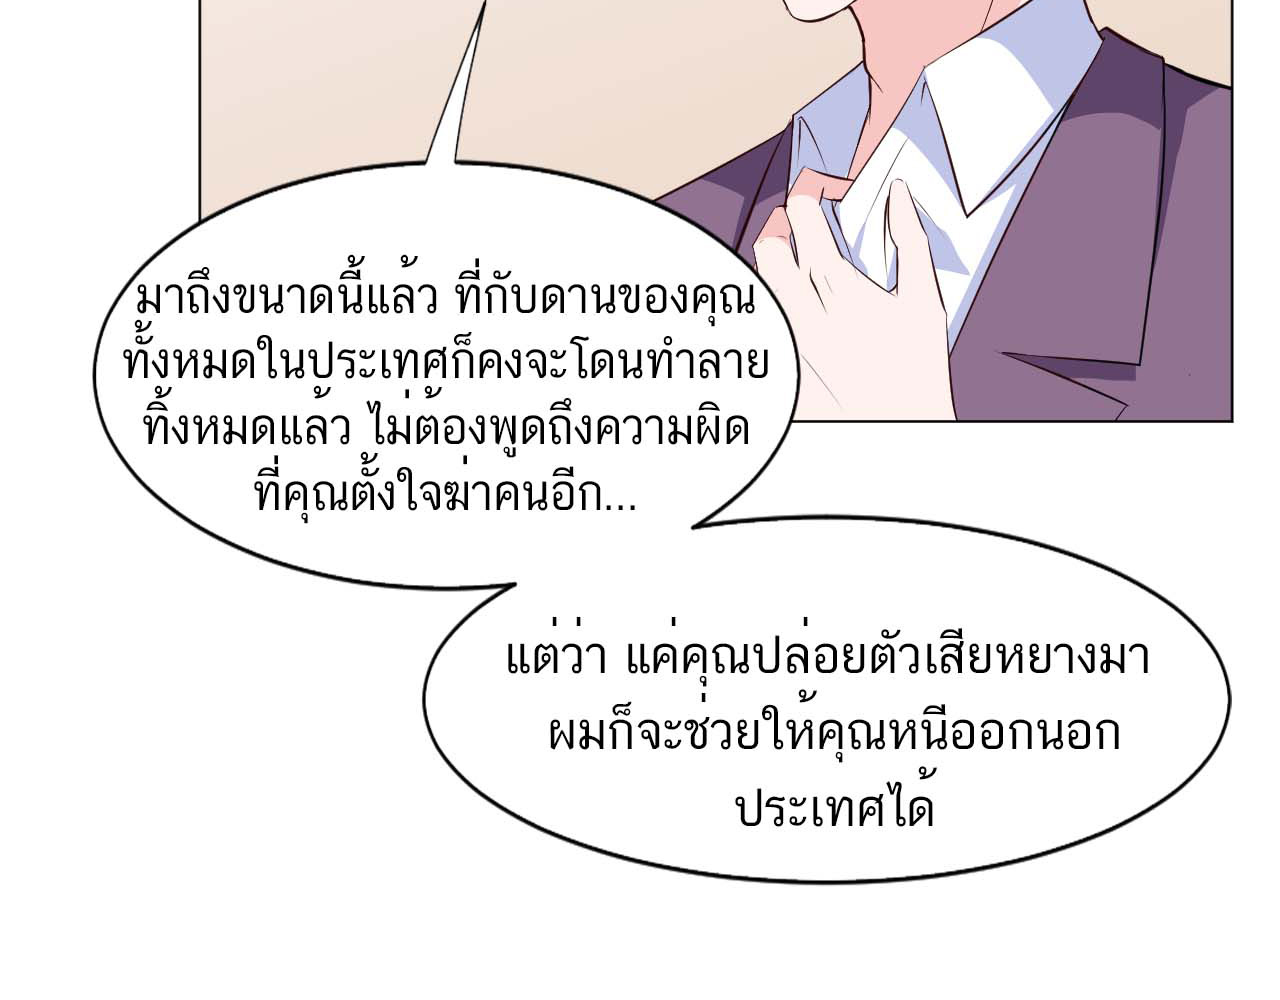 มาถึงขนาดนี้แล้ว ที่กับดานของคุณ
ทั้งหมดในประเทศก็คงจะโดนทำลาย
ทิ้งหมดแล้ว ไม่ต้องพูดถึงความผิด
ที่คุณตั้งใจฆ่าคนอีก...
แต่ว่า แค่คุณปล่อยตัวเสียหยางมา
ผมก็จะช่วยให้คุณหนีออกนอก
ประเทศได้